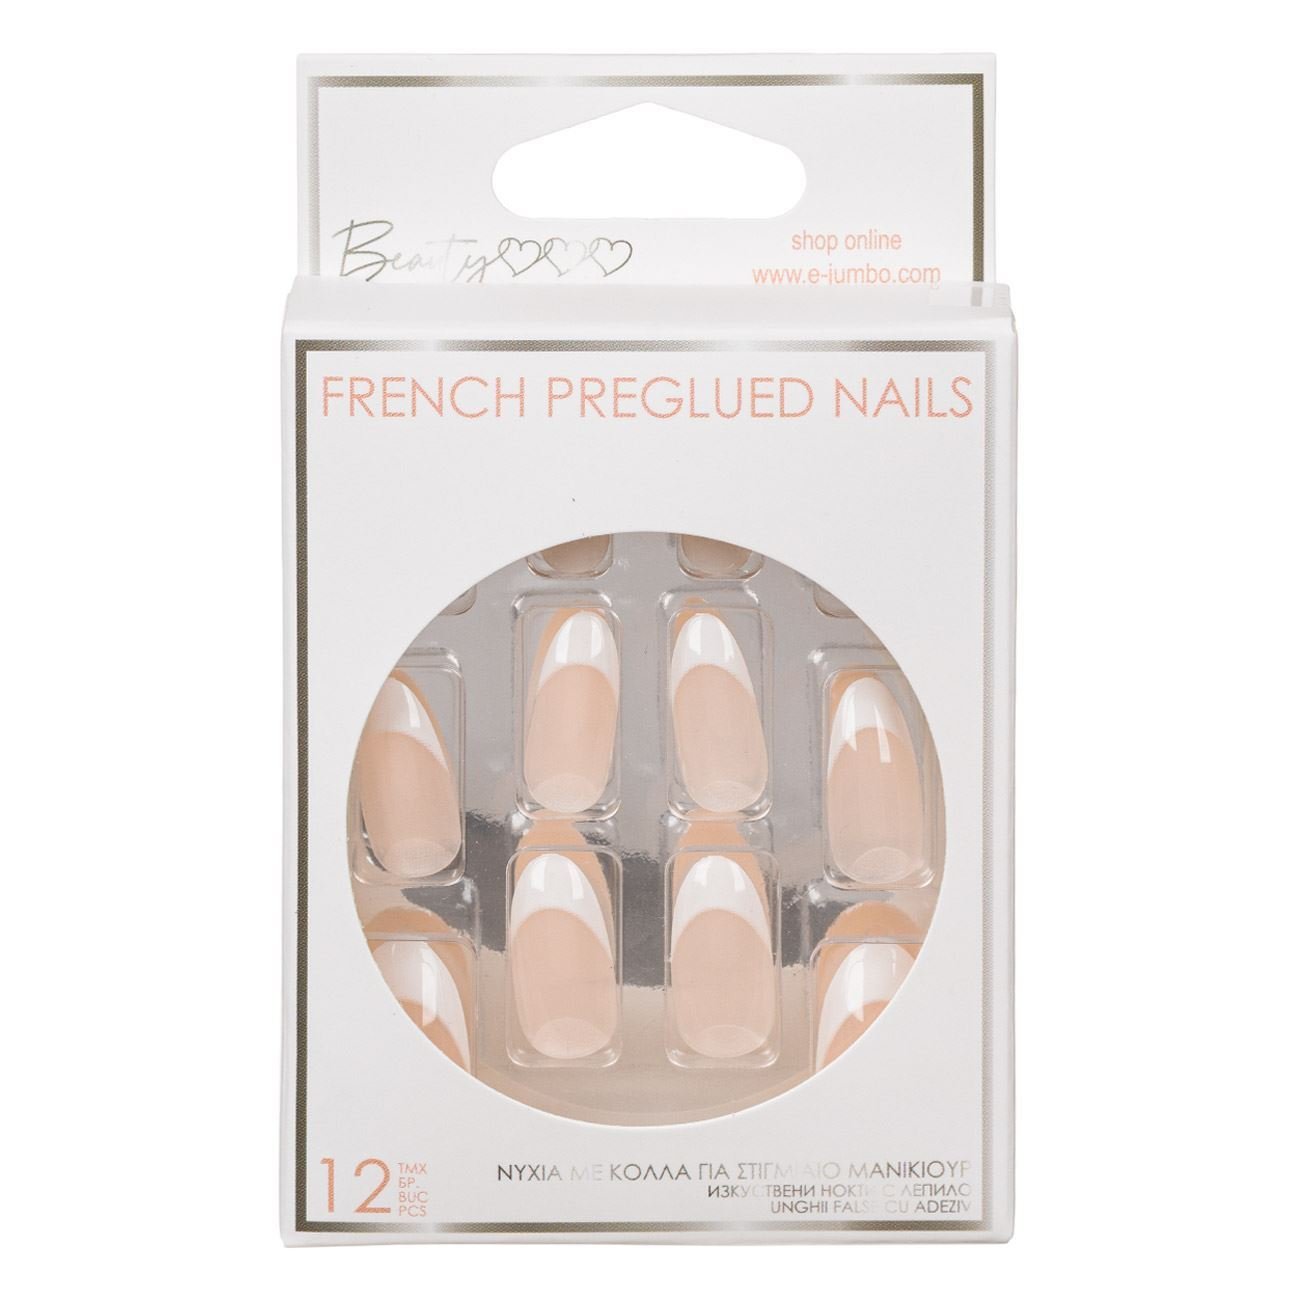 Beauty
shop online
www.e-jumbo.com
FRENCH PREGLUED NAILS
12
ΤΜΧ
БР.
BUC
PCS
ΝΥΧΙΑ ΜΕ ΚΟΛΛΑ ΓΙΑ ΣΤΙΓΜΙΑΙΟ ΜΑΝΙΚΙΟΥΡ
ИЗКУСТВЕНИ НОКТИ С ЛЕПИЛО
UNGHII FALSE CU ADEZIV